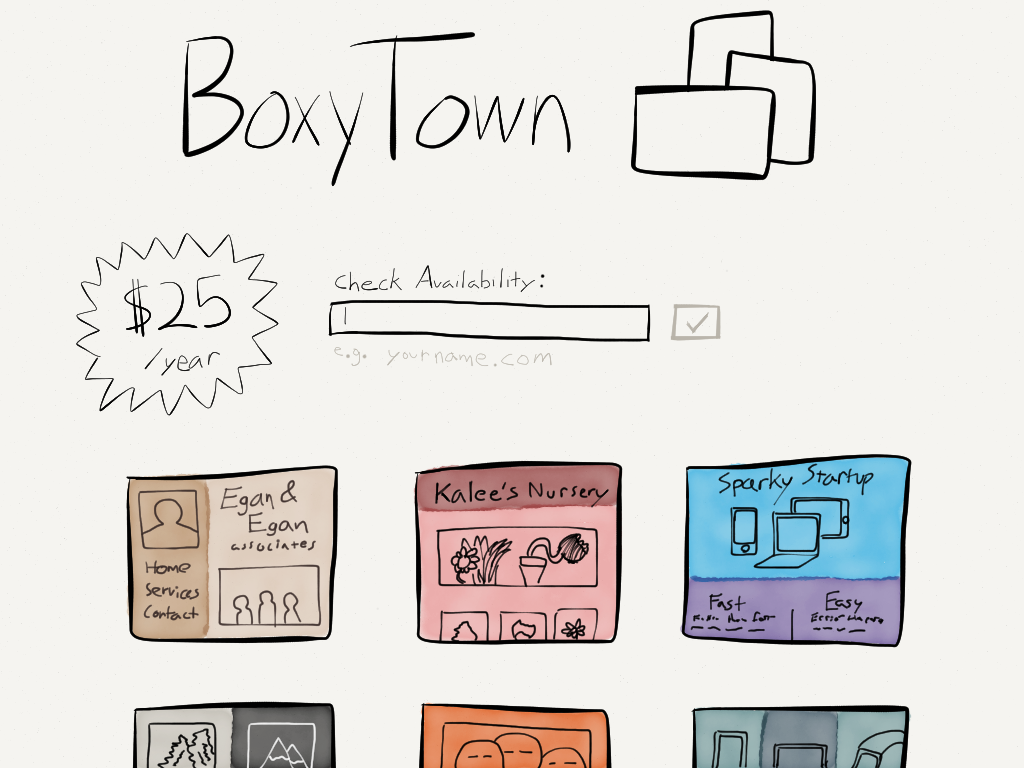 BoxyTown
$25
/year
Check Availability:
e.g. yourname.com
Egan &
Egan
associates
Home
Services
Contact
Kalee's Nursery
Sparky Startup
Fast
Easy